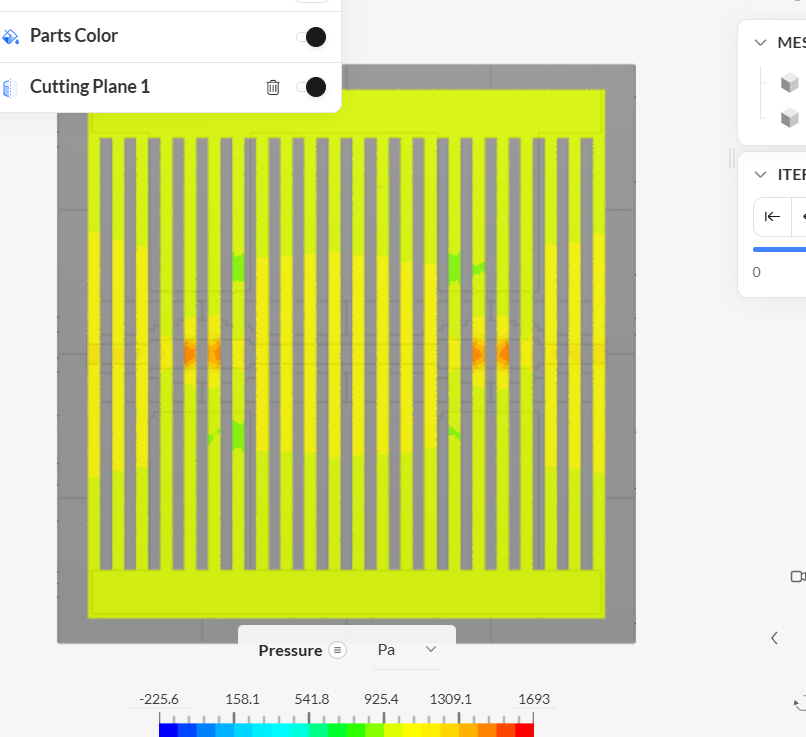 Parts Color
Cutting Plane 1
MES
ITER
0
Pressure
Pa
-225.6 158.1 541.8 925.4 1309.1 1693